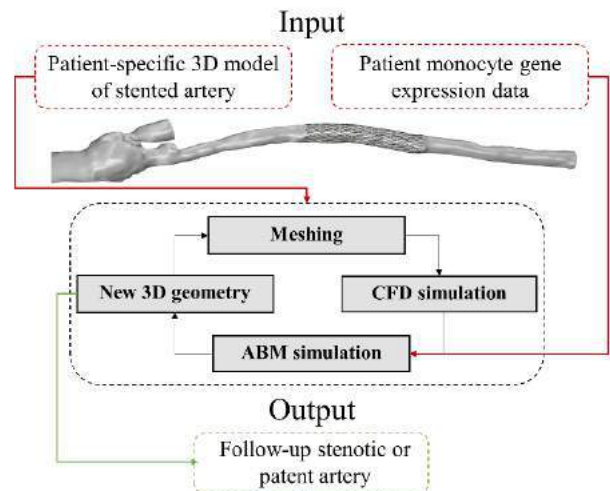 Input
Patient-specific 3D model
of stented artery
Patient monocyte gene
expression data
Meshing
New 3D geometry
CFD simulation
ABM simulation
Output
Follow-up stenotic or
patent artery